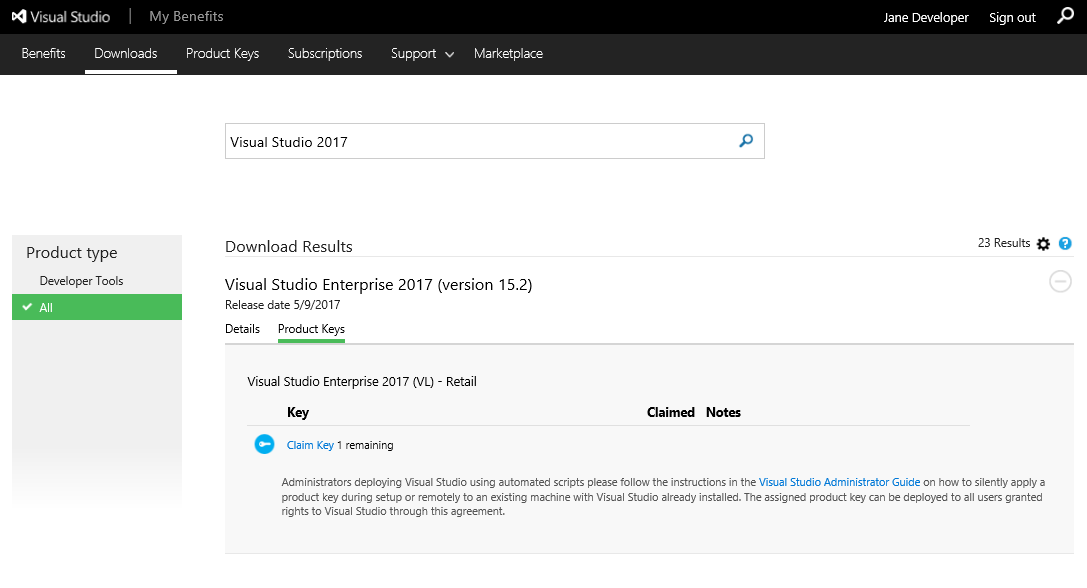 Visual Studio | My Benefits Jane Developer Sign out
Benefits Downloads Product Keys Subscriptions Support Marketplace
Visual Studio 2017
Product type
Developer Tools
All
Download Results 23 Results
Visual Studio Enterprise 2017 (version 15.2)
Release date 5/9/2017
Details Product Keys
Visual Studio Enterprise 2017 (VL) - Retail
Key Claimed Notes
Claim Key 1 remaining
Administrators deploying Visual Studio using automated scripts please follow the instructions in the Visual Studio Administrator Guide on how to silently apply a
product key during setup or remotely to an existing machine with Visual Studio already installed. The assigned product key can be deployed to all users granted
rights to Visual Studio through this agreement.